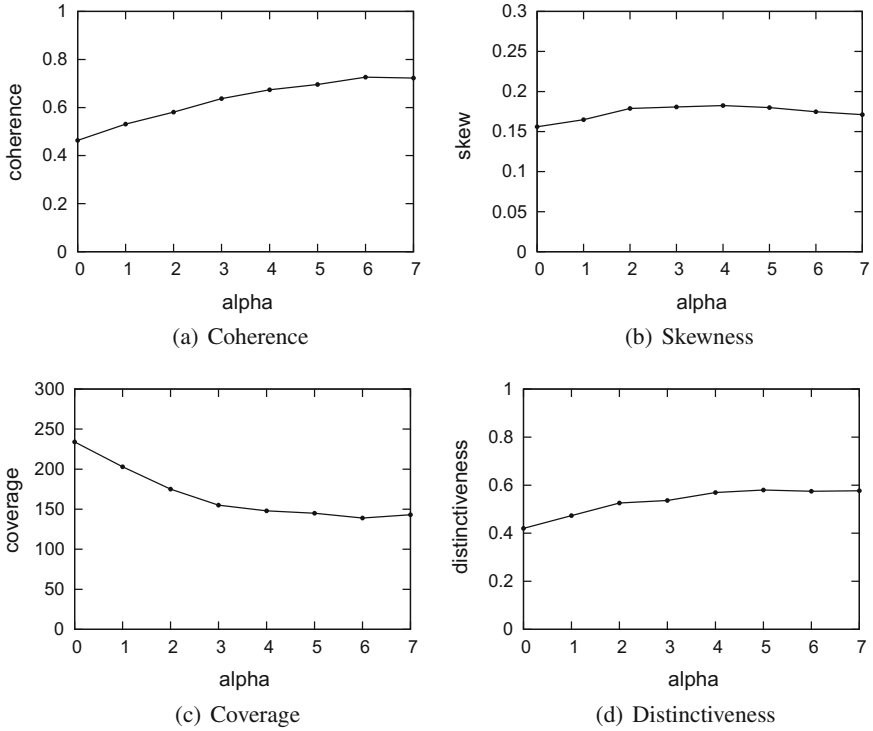 1
0.8
0.6
0.4
0.2
0
coherence
0 1 2 3 4 5 6 7
alpha
(a) Coherence
0.3
0.25
0.2
0.15
0.1
0.05
0
skew
0 1 2 3 4 5 6 7
alpha
(b) Skewness
300
250
200
150
100
50
0
coverage
0 1 2 3 4 5 6 7
alpha
(c) Coverage
1
0.8
0.6
0.4
0.2
0
distinctiveness
0 1 2 3 4 5 6 7
alpha
(d) Distinctiveness